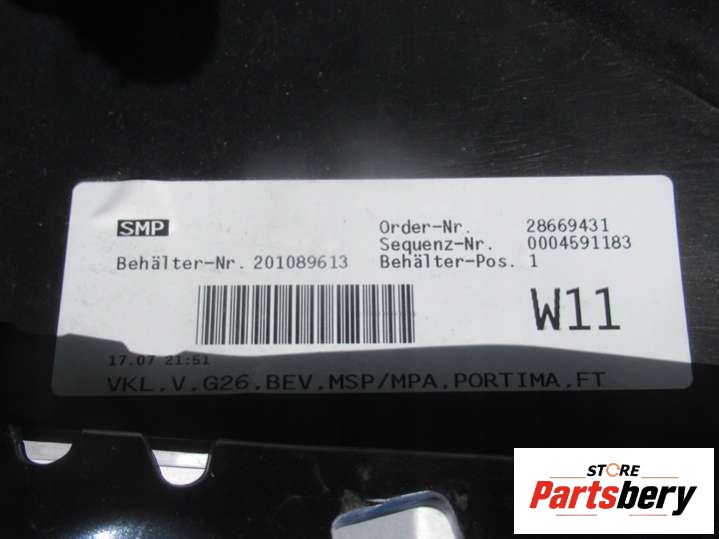 SMP
Order-Nr. 28669431
Sequenz-Nr. 0004591183
Behälter-Nr. 201089613 Behälter-Pos. 1
W11
17.07 21:51
VKL,V,G26,BEV,MSP/MPA,PORTIMA,FT
STORE
Partsbery